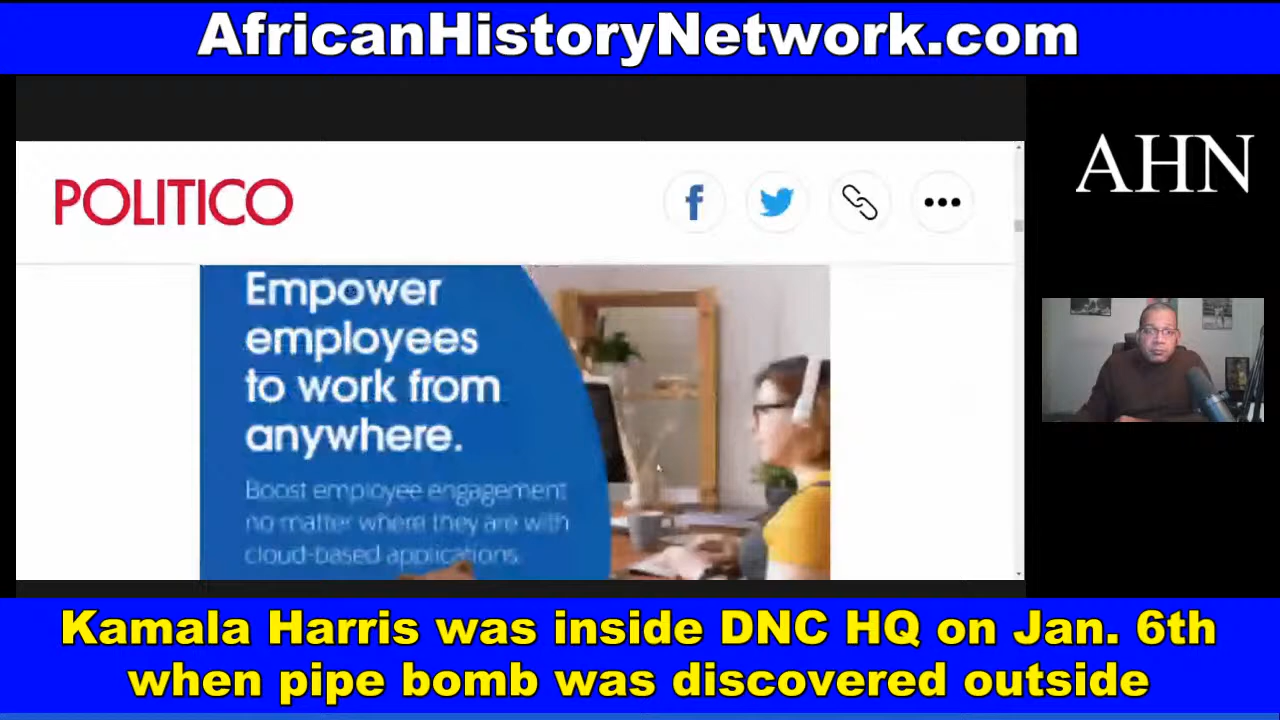 AfricanHistoryNetwork.com
POLITICO
AHN
Empower
employees
to work from
anywhere.
Boost employee engagement
no matter where they are with
cloud-based applications.
Kamala Harris was inside DNC HQ on Jan. 6th
when pipe bomb was discovered outside